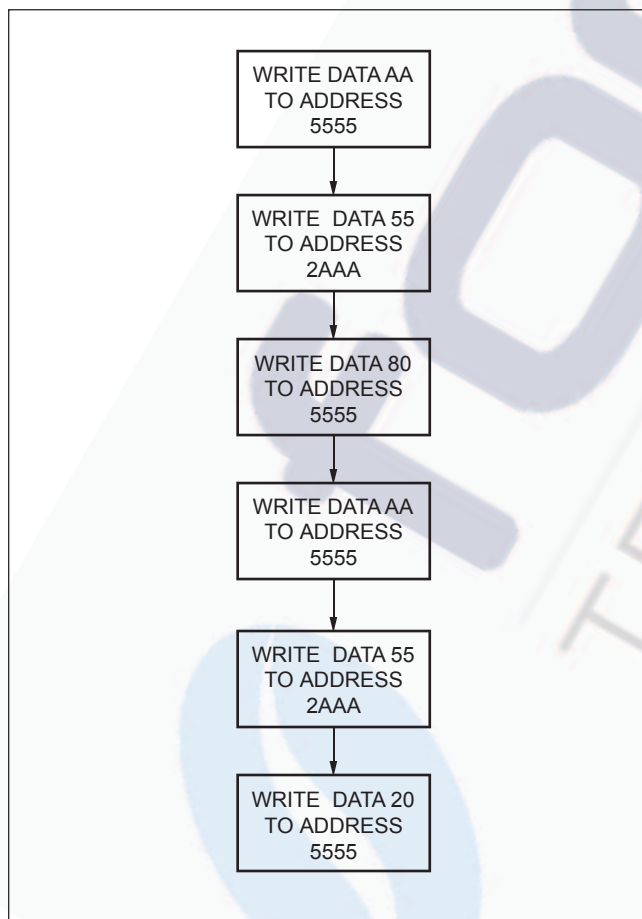 WRITE DATA AA
TO ADDRESS
5555
WRITE DATA 55
TO ADDRESS
2AAA
WRITE DATA 80
TO ADDRESS
5555
WRITE DATA AA
TO ADDRESS
5555
WRITE DATA 55
TO ADDRESS
2AAA
WRITE DATA 20
TO ADDRESS
5555